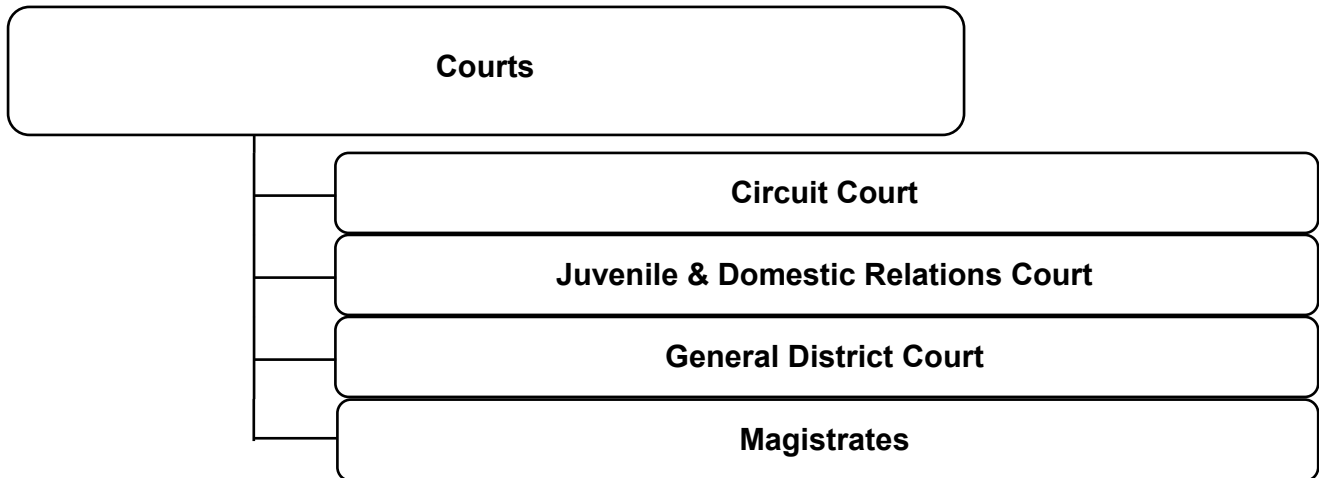 Courts
Circuit Court
Juvenile & Domestic Relations Court
General District Court
Magistrates